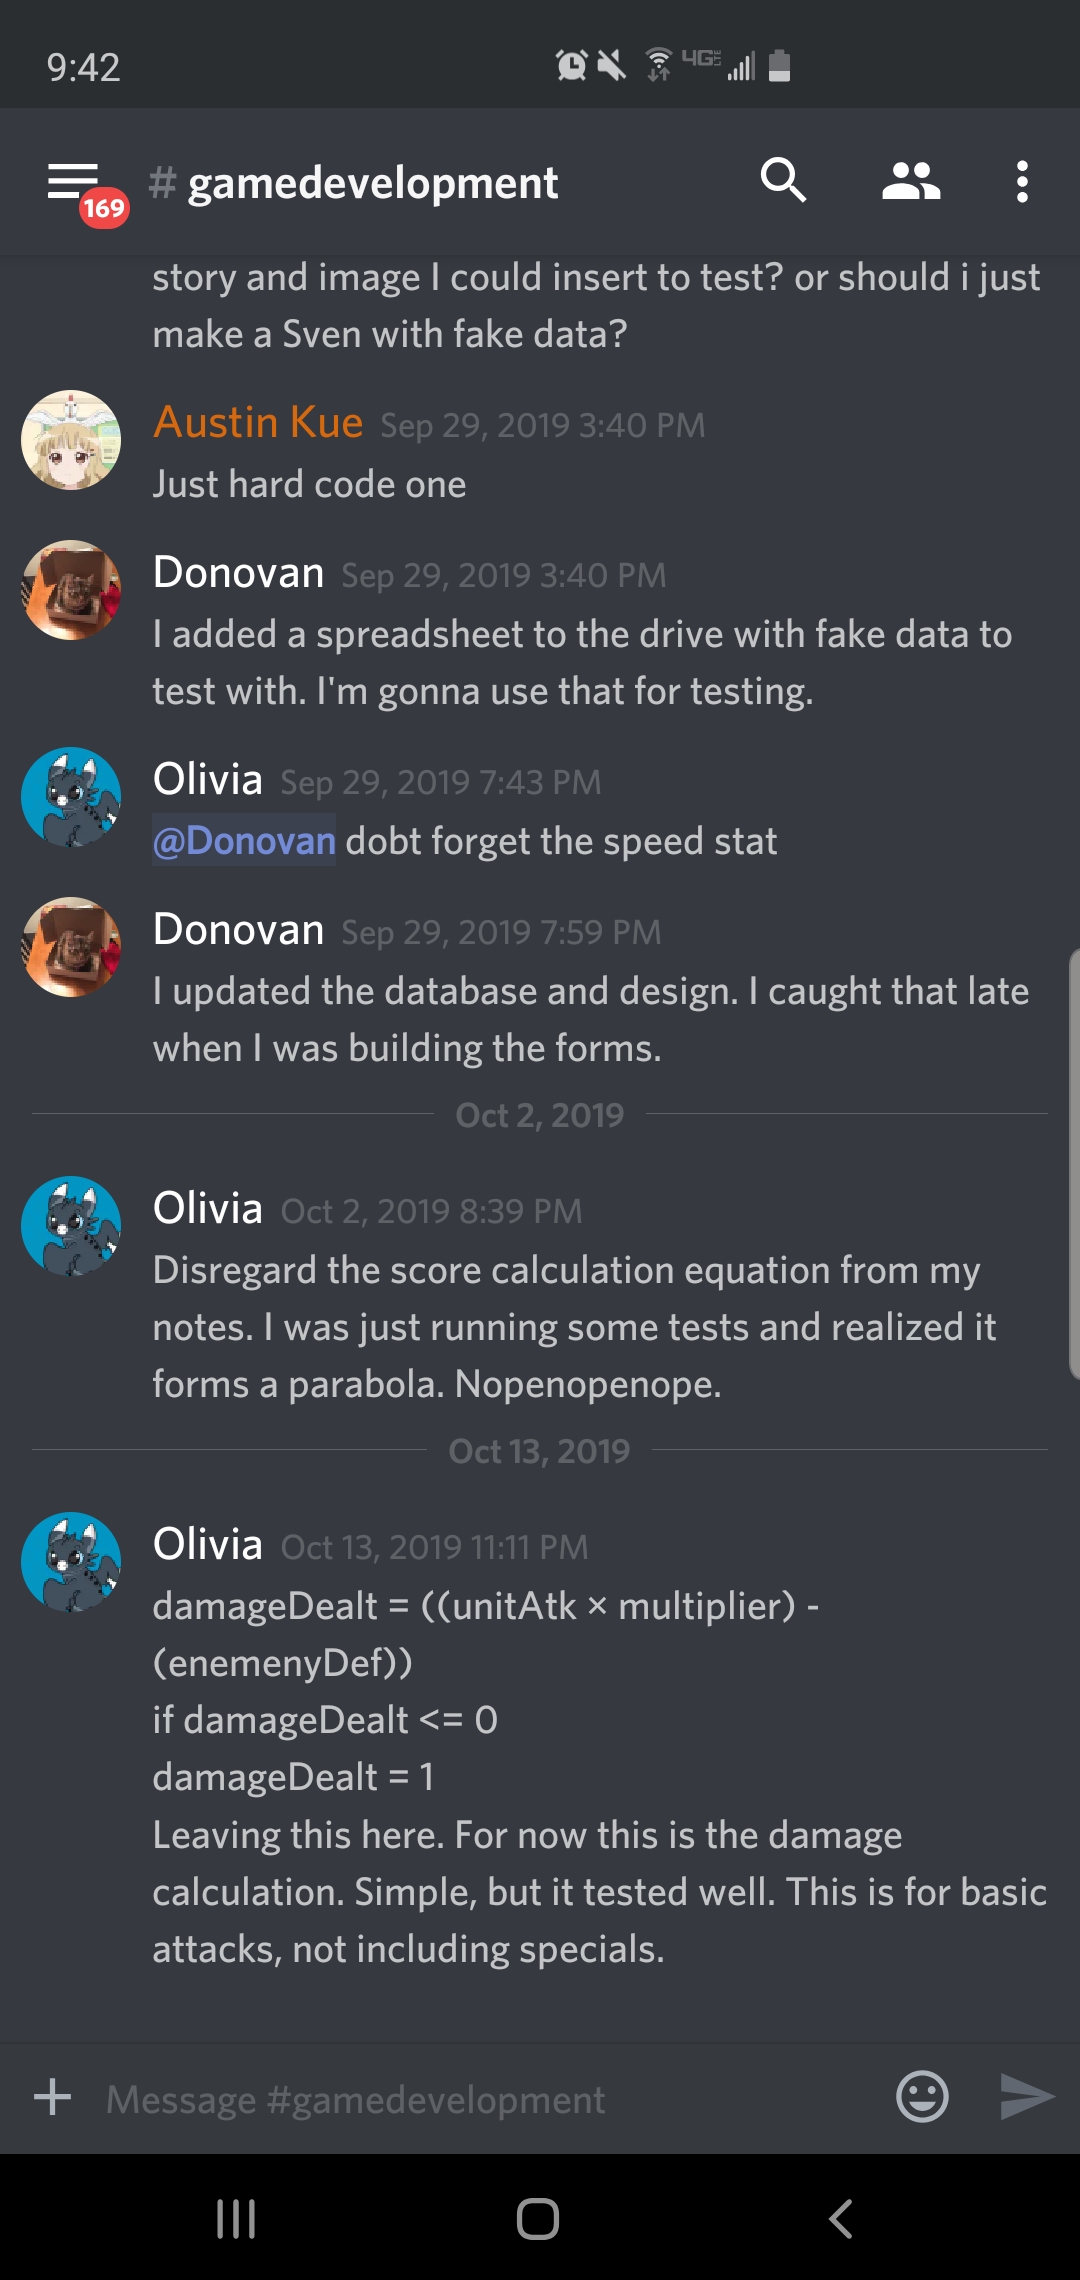 9:42
4G LTE
169
# gamedevelopment
story and image I could insert to test? or should i just
make a Sven with fake data?
Austin Kue Sep 29, 2019 3:40 PM
Just hard code one
Donovan Sep 29, 2019 3:40 PM
I added a spreadsheet to the drive with fake data to
test with. I'm gonna use that for testing.
Olivia Sep 29, 2019 7:43 PM
@Donovan dobt forget the speed stat
Donovan Sep 29, 2019 7:59 PM
I updated the database and design. I caught that late
when I was building the forms.
Oct 2, 2019
Olivia Oct 2, 2019 8:39 PM
Disregard the score calculation equation from my
notes. I was just running some tests and realized it
forms a parabola. Nopenopenope.
Oct 13, 2019
Olivia Oct 13, 2019 11:11 PM
damageDealt = ((unitAtk × multiplier) -
(enemenyDef))
if damageDealt <= 0
damageDealt = 1
Leaving this here. For now this is the damage
calculation. Simple, but it tested well. This is for basic
attacks, not including specials.
Message #gamedevelopment